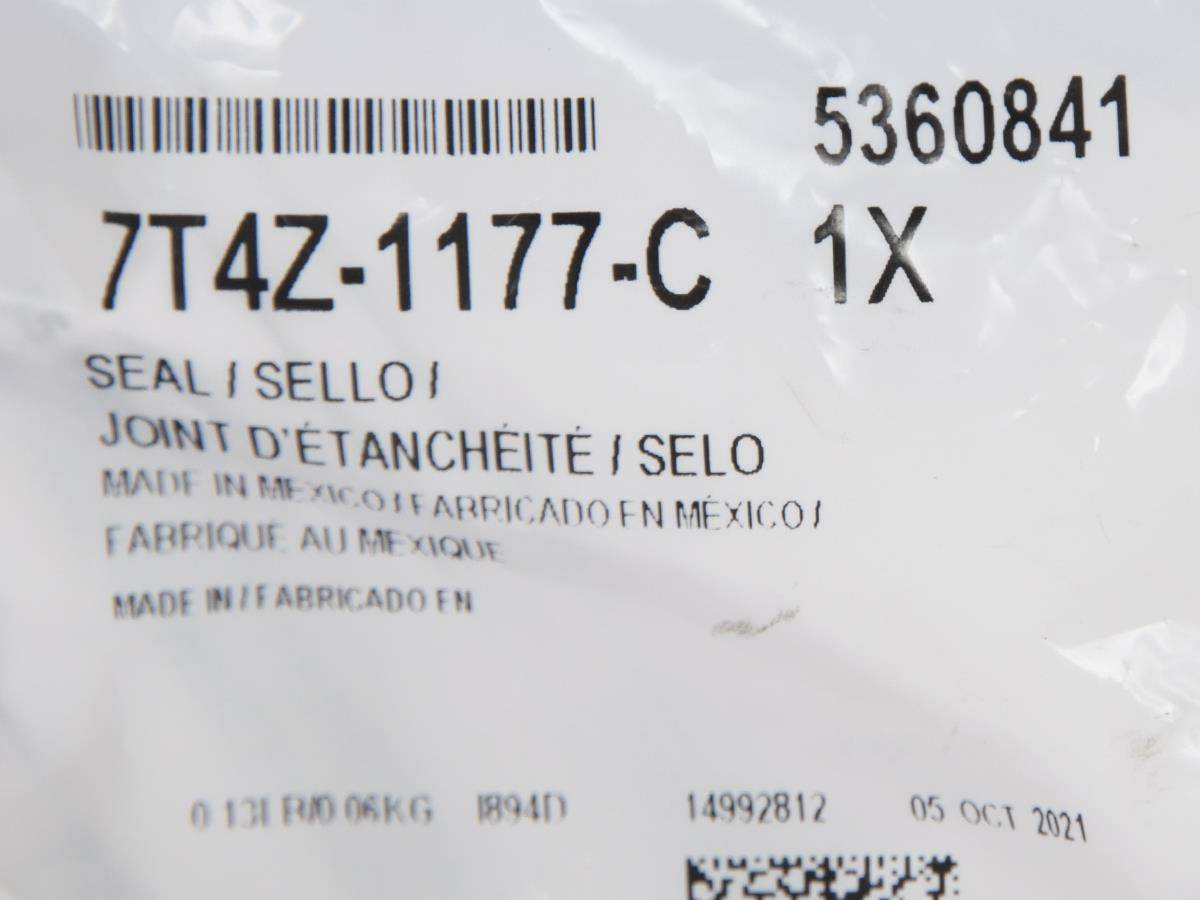 5360841
7T4Z-1177-C 1X
SEAL / SELLO /
JOINT D'ÉTANCHÉITÉ / SELO
MADE IN MEXICO / FABRICADO EN MÉXICO /
FABRIQUE AU MEXIQUE
MADE IN / FABRICADO EN
0.13LB/0.06KG I894D 14992812 05 OCT 2021